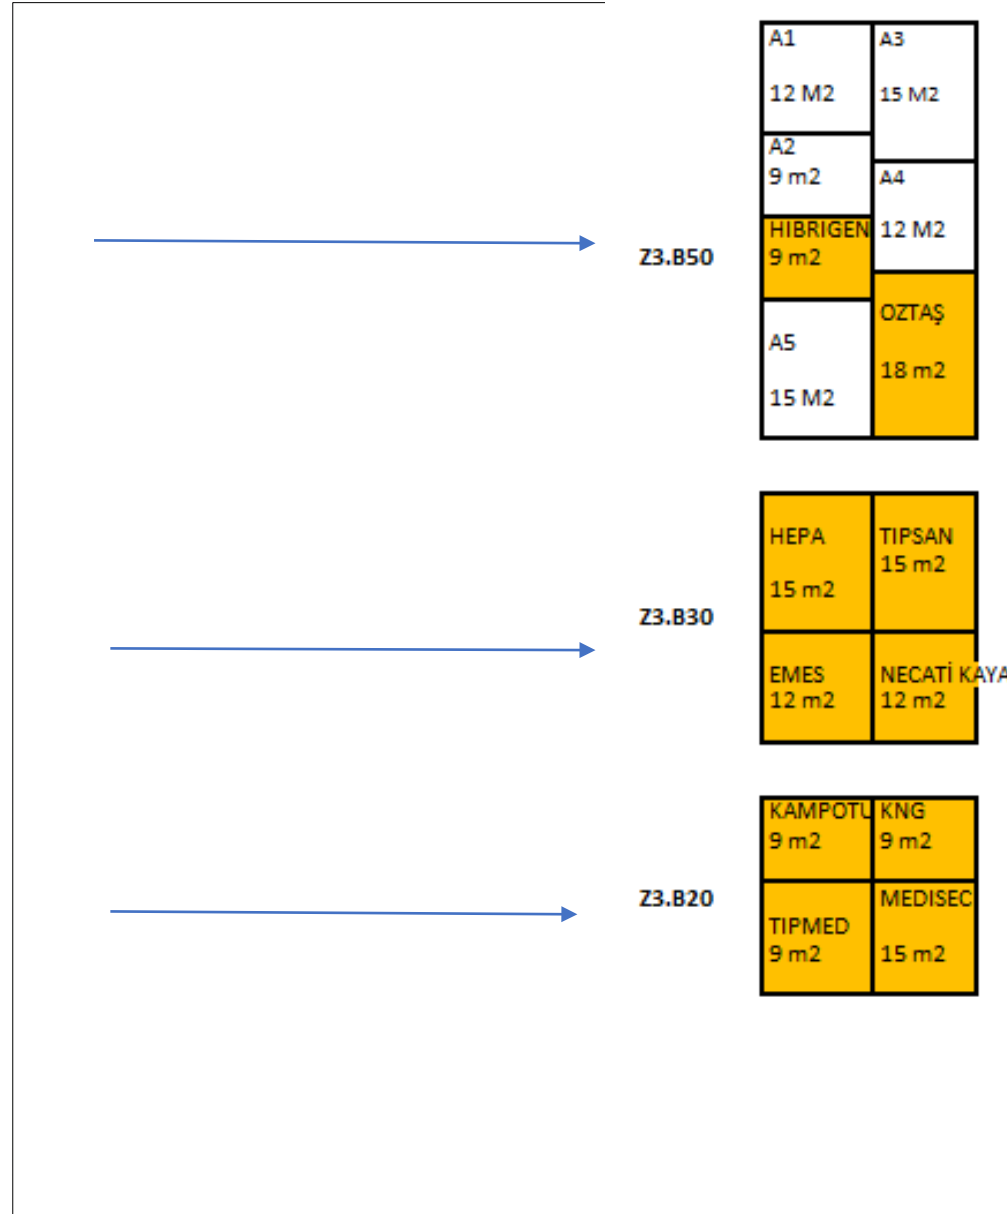 Z3.B50
A1
12 M2
A2
9 m2
HIBRIGEN
9 m2
A5
15 M2
A3
15 M2
A4
12 M2
OZTAŞ
18 m2
Z3.B30
HEPA
15 m2
TIPSAN
15 m2
EMES
12 m2
NECATİ KAYA
12 m2
Z3.B20
KAMPOTU
9 m2
KNG
9 m2
TIPMED
9 m2
MEDISEC
15 m2